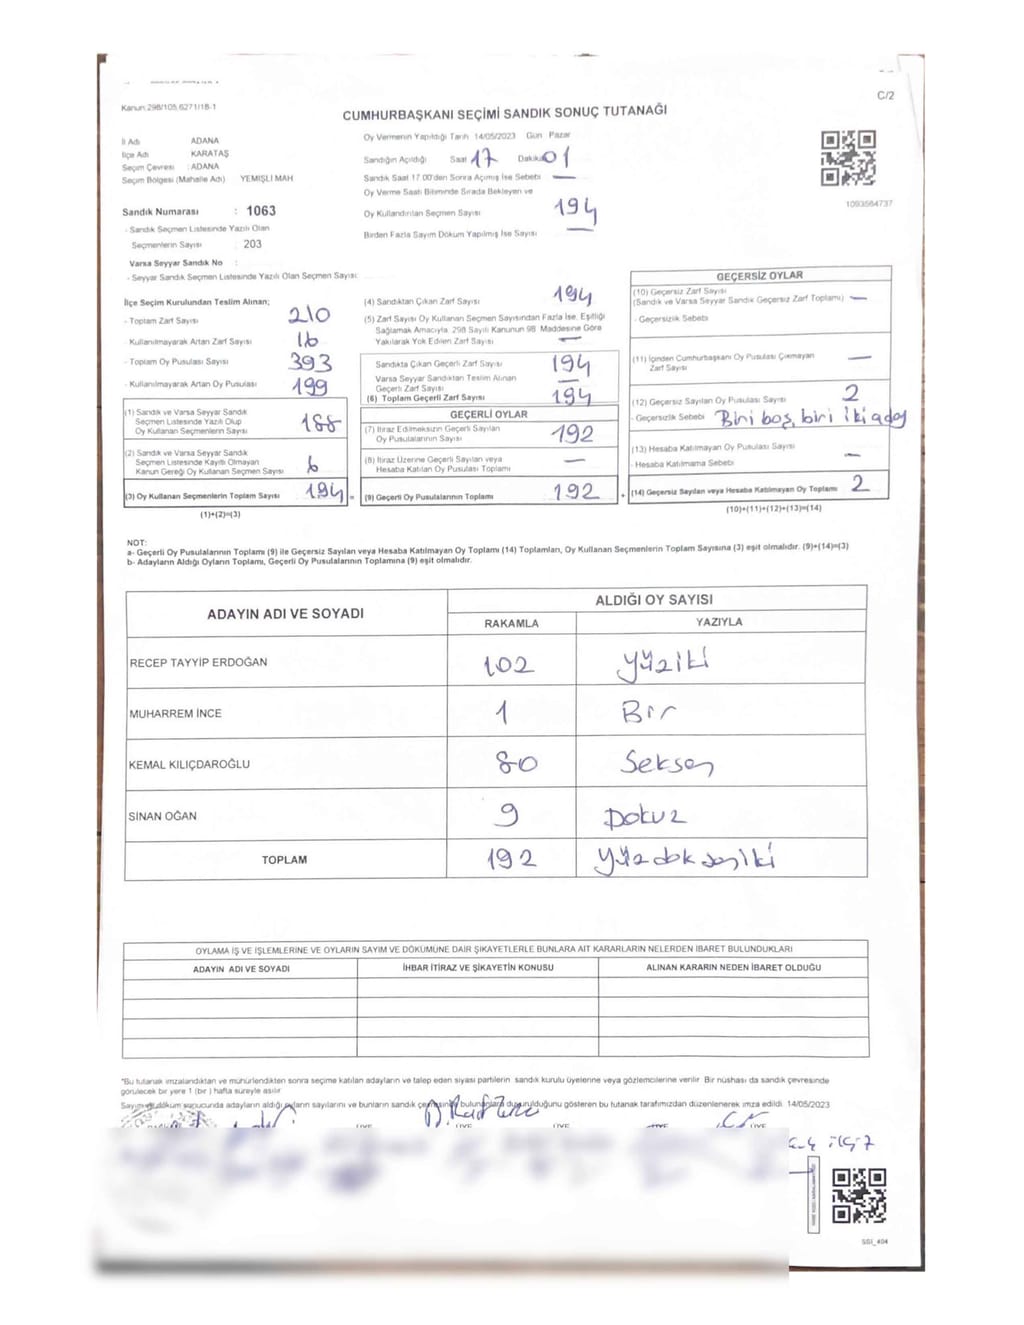 C/2
Kanun 298/105,6271/18-1
CUMHURBAŞKANI SEÇİMİ SANDIK SONUÇ TUTANAĞI
İl Adı ADANA
İlçe Adı KARATAŞ
Seçim Çevresi : ADANA
Seçim Bölgesi (Mahalle Adı) YEMİŞLİ MAH
Sandık Numarası : 1063
- Sandık Seçmen Listesinde Yazılı Olan
Seçmenlerin Sayısı : 203
Varsa Seyyar Sandık No :
- Seyyar Sandık Seçmen Listesinde Yazılı Olan Seçmen Sayısı:
Oy Vermenin Yapıldığı Tarih 14/05/2023 Gün Pazar
Sandığın Açıldığı Saat 17 Dakika 01
Sandık Saat 17.00'den Sonra Açılmış İse Sebebi —
Oy Verme Saati Bitiminde Sırada Bekleyen ve
Oy Kullandırılan Seçmen Sayısı 194
Birden Fazla Sayım Döküm Yapılmış İse Sayısı —
1093564737
İlçe Seçim Kurulundan Teslim Alınan;
- Toplam Zarf Sayısı 210
- Kullanılmayarak Artan Zarf Sayısı 16
- Toplam Oy Pusulası Sayısı 393
- Kullanılmayarak Artan Oy Pusulası 199
(1) Sandık ve Varsa Seyyar Sandık
Seçmen Listesinde Yazılı Olup
Oy Kullanan Seçmenlerin Sayısı 188
(2) Sandık ve Varsa Seyyar Sandık
Seçmen Listesinde Kayıtlı Olmayan
Kanun Gereği Oy Kullanan Seçmen Sayısı 6
(3) Oy Kullanan Seçmenlerin Toplam Sayısı 194 =
(1)+(2)=(3)
(4) Sandıktan Çıkan Zarf Sayısı 194
(5) Zarf Sayısı Oy Kullanan Seçmen Sayısından Fazla İse, Eşitliği
Sağlamak Amacıyla 298 Sayılı Kanunun 98 Maddesine Göre
Yakılarak Yok Edilen Zarf Sayısı —
Sandıkta Çıkan Geçerli Zarf Sayısı 194
Varsa Seyyar Sandıktan Teslim Alınan
Geçerli Zarf Sayısı —
(6) Toplam Geçerli Zarf Sayısı 194
GEÇERLİ OYLAR
(7) İtiraz Edilmeksizin Geçerli Sayılan
Oy Pusulalarının Sayısı 192
(8) İtiraz Üzerine Geçerli Sayılan veya
Hesaba Katılan Oy Pusulası Toplamı —
(9) Geçerli Oy Pusulalarının Toplamı 192 +
GEÇERSİZ OYLAR
(10) Geçersiz Zarf Sayısı
(Sandık ve Varsa Seyyar Sandık Geçersiz Zarf Toplamı) —
- Geçersizlik Sebebi
(11) İçinden Cumhurbaşkanı Oy Pusulası Çıkmayan
Zarf Sayısı —
(12) Geçersiz Sayılan Oy Pusulası Sayısı 2
- Geçersizlik Sebebi Biri boş, biri iki aday
(13) Hesaba Katılmayan Oy Pusulası Sayısı —
- Hesaba Katılmama Sebebi
(14) Geçersiz Sayılan veya Hesaba Katılmayan Oy Toplamı 2
(10)+(11)+(12)+(13)=(14)
NOT:
a- Geçerli Oy Pusulalarının Toplamı (9) ile Geçersiz Sayılan veya Hesaba Katılmayan Oy Toplamı (14) Toplamları, Oy Kullanan Seçmenlerin Toplam Sayısına (3) eşit olmalıdır. (9)+(14)=(3)
b- Adayların Aldığı Oyların Toplamı, Geçerli Oy Pusulalarının Toplamına (9) eşit olmalıdır.
ADAYIN ADI VE SOYADI ALDIĞI OY SAYISI
RAKAMLA YAZIYLA
RECEP TAYYİP ERDOĞAN 102 Yüziki
MUHARREM İNCE 1 Bir
KEMAL KILIÇDAROĞLU 80 Seksen
SİNAN OĞAN 9 Dokuz
TOPLAM 192
OYLAMA İŞ VE İŞLEMLERİNE VE OYLARIN SAYIM VE DÖKÜMÜNE DAİR ŞİKAYETLERLE BUNLARA AİT KARARLARIN NELERDEN İBARET BULUNDUKLARI
ADAYIN ADI VE SOYADI İHBAR İTİRAZ VE ŞİKAYETİN KONUSU ALINAN KARARIN NEDEN İBARET OLDUĞU
*Bu tutanak imzalandıktan ve mühürlendikten sonra seçime katılan adayların ve talep eden siyasi partilerin sandık kurulu üyelerine veya gözlemcilerine verilir. Bir nüshası da sandık çevresinde
görülecek bir yere 1 (bir) hafta süreyle asılır
Sayım ve döküm sonucunda adayların aldığı oyların sayılarını ve bunların sandık çevresinde bulunanlara duyurulduğunu gösteren bu tutanak tarafımızdan düzenlenerek imza edildi. 14/05/2023
SSI_404